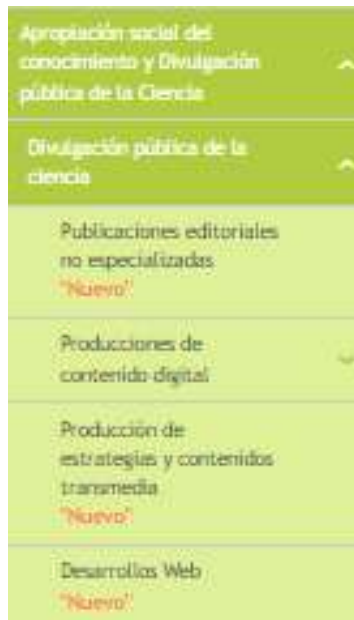 Apropiación social del
conocimiento y Divulgación
pública de la Ciencia
Divulgación pública de la
ciencia
Publicaciones editoriales
no especializadas
"Nuevo"
Producciones de
contenido digital
Producción de
estrategias y contenidos
transmedia
"Nuevo"
Desarrollos Web
"Nuevo"